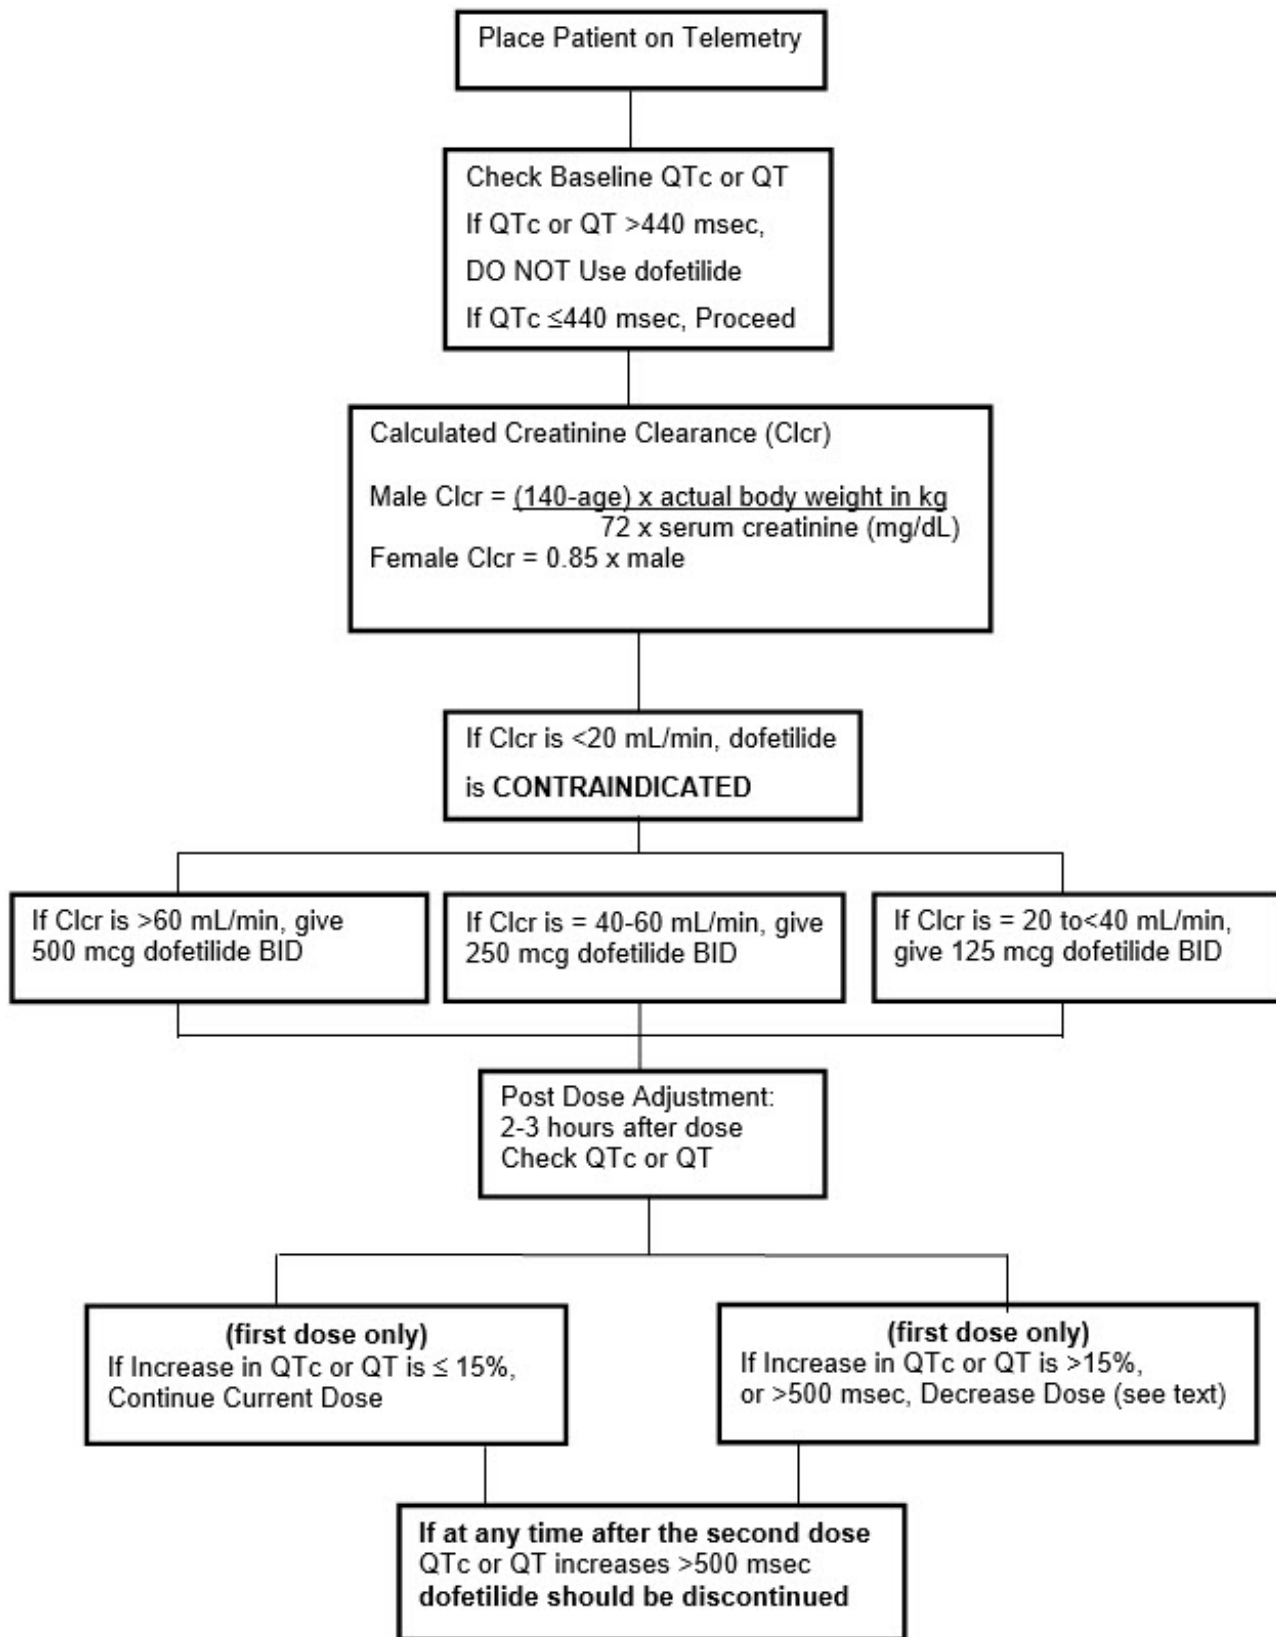 Place Patient on Telemetry
Check Baseline QTc or QT
If QTc or QT >440 msec,
DO NOT Use dofetilide
If QTc ≤440 msec, Proceed
Calculated Creatinine Clearance (Clcr)
Male Clcr = (140-age) x actual body weight in kg
72 x serum creatinine (mg/dL)
Female Clcr = 0.85 x male
If Clcr is <20 mL/min, dofetilide
is CONTRAINDICATED
If Clcr is >60 mL/min, give
500 mcg dofetilide BID
If Clcr is = 40-60 mL/min, give
250 mcg dofetilide BID
If Clcr is = 20 to<40 mL/min,
give 125 mcg dofetilide BID
Post Dose Adjustment:
2-3 hours after dose
Check QTc or QT
(first dose only)
If Increase in QTc or QT is ≤ 15%,
Continue Current Dose
(first dose only)
If Increase in QTc or QT is >15%,
or >500 msec, Decrease Dose (see text)
If at any time after the second dose
QTc or QT increases >500 msec
dofetilide should be discontinued